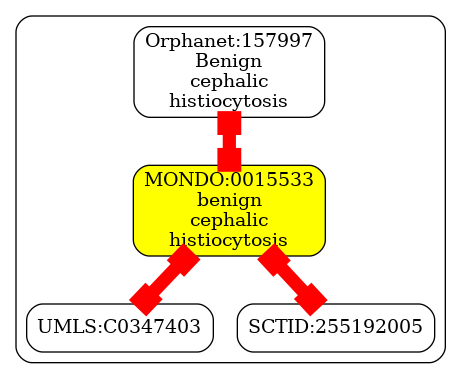 Orphanet:157997
Benign
cephalic
histiocytosis
MONDO:0015533
benign
cephalic
histiocytosis
UMLS:C0347403
SCTID:255192005